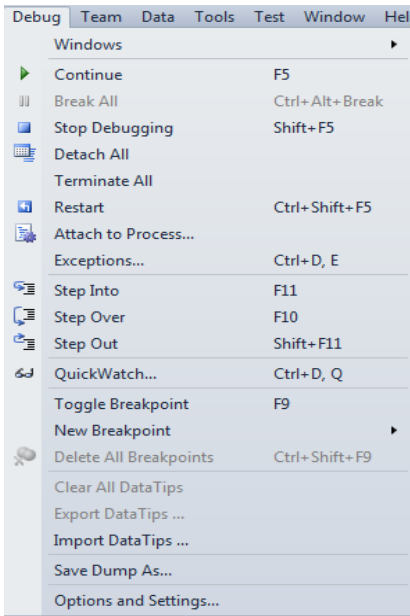 Debug Team Data Tools Test Window Hel
Windows
Continue F5
Break All Ctrl+Alt+Break
Stop Debugging Shift+F5
Detach All
Terminate All
Restart Ctrl+Shift+F5
Attach to Process...
Exceptions... Ctrl+D, E
Step Into F11
Step Over F10
Step Out Shift+F11
QuickWatch... Ctrl+D, Q
Toggle Breakpoint F9
New Breakpoint
Delete All Breakpoints Ctrl+Shift+F9
Clear All DataTips
Export DataTips ...
Import DataTips ...
Save Dump As...
Options and Settings...